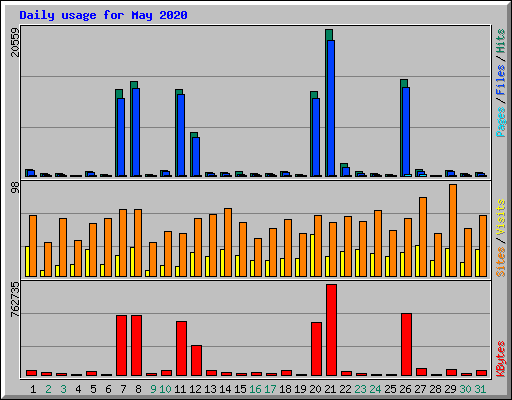 Daily usage for May 2020
20559
Pages / Files / Hits
98
Sites / Visits
762735
KBytes
1 2 3 4 5 6 7 8 9 10 11 12 13 14 15 16 17 18 19 20 21 22 23 24 25 26 27 28 29 30 31